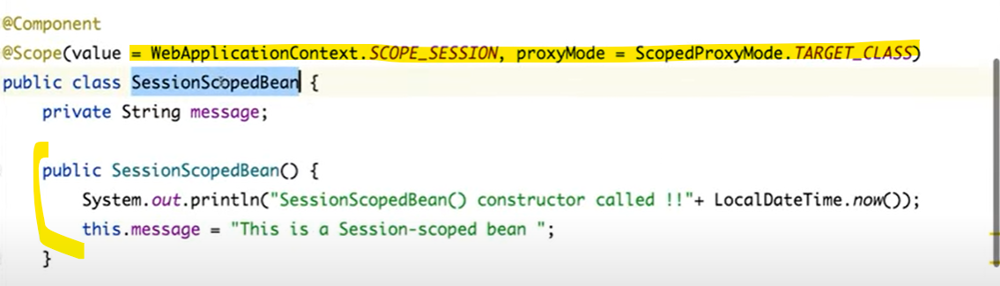 @Component
@Scope(value = WebApplicationContext.SCOPE_SESSION, proxyMode = ScopedProxyMode.TARGET_CLASS)
public class SessionScopedBean {
private String message;
public SessionScopedBean() {
System.out.println("SessionScopedBean() constructor called !!"+ LocalDateTime.now());
this.message = "This is a Session-scoped bean ";
}